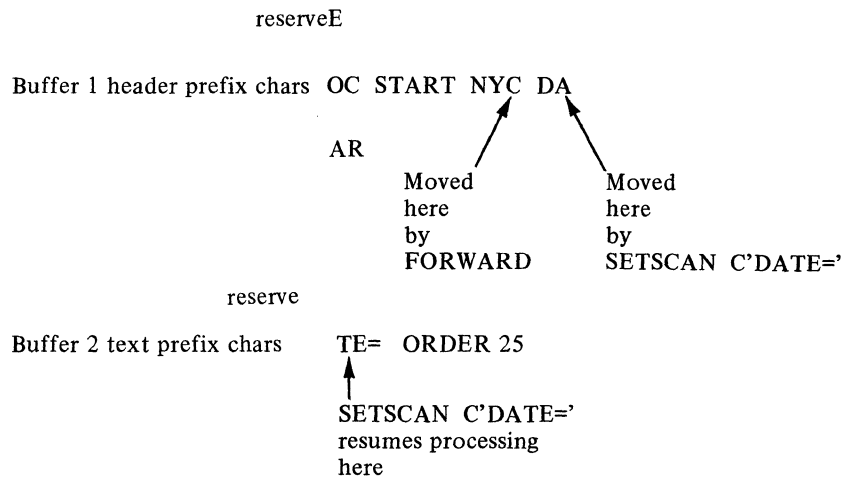 reserveE
Buffer 1 header prefix chars OC START NYC DA
AR
Moved
here
by
FORWARD
Moved
here
by
SETSCAN C'DATE='
reserve
Buffer 2 text prefix chars TE= ORDER 25
SETSCAN C'DATE='
resumes processing
here